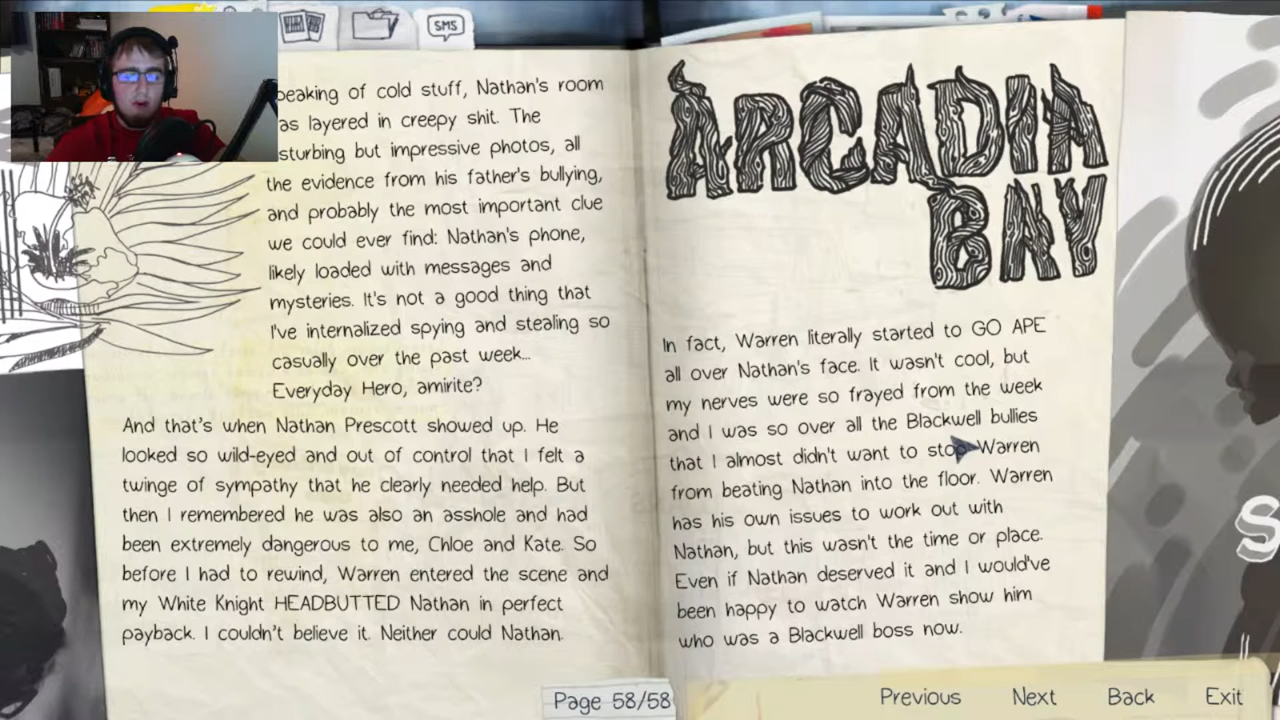 SMS
peaking of cold stuff, Nathan's room
as layered in creepy shit. The
sturbing but impressive photos, all
the evidence from his father's bullying,
and probably the most important clue
we could ever find: Nathan's phone,
likely loaded with messages and
mysteries. It's not a good thing that
I've internalized spying and stealing so
casually over the past week...
Everyday Hero, amirite?
And that's when Nathan Prescott showed up. He
looked so wild-eyed and out of control that I felt a
twinge of sympathy that he clearly needed help. But
then I remembered he was also an asshole and had
been extremely dangerous to me, Chloe and Kate. So
before I had to rewind, Warren entered the scene and
my White Knight HEADBUTTED Nathan in perfect
payback. I couldn't believe it. Neither could Nathan.
ARCADIA
BAY
In fact, Warren literally started to GO APE
all over Nathan's face. It wasn't cool, but
my nerves were so frayed from the week
and I was so over all the Blackwell bullies
that I almost didn't want to stop Warren
from beating Nathan into the floor. Warren
has his own issues to work out with
Nathan, but this wasn't the time or place.
Even if Nathan deserved it and I would've
been happy to watch Warren show him
who was a Blackwell boss now.
S
Page 58/58
Previous Next Back Exit